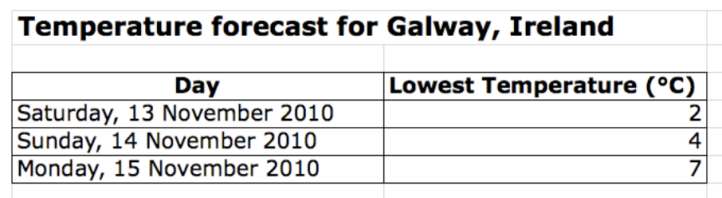 Temperature forecast for Galway, Ireland
Day Lowest Temperature (°C)
Saturday, 13 November 2010 2
Sunday, 14 November 2010 4
Monday, 15 November 2010 7